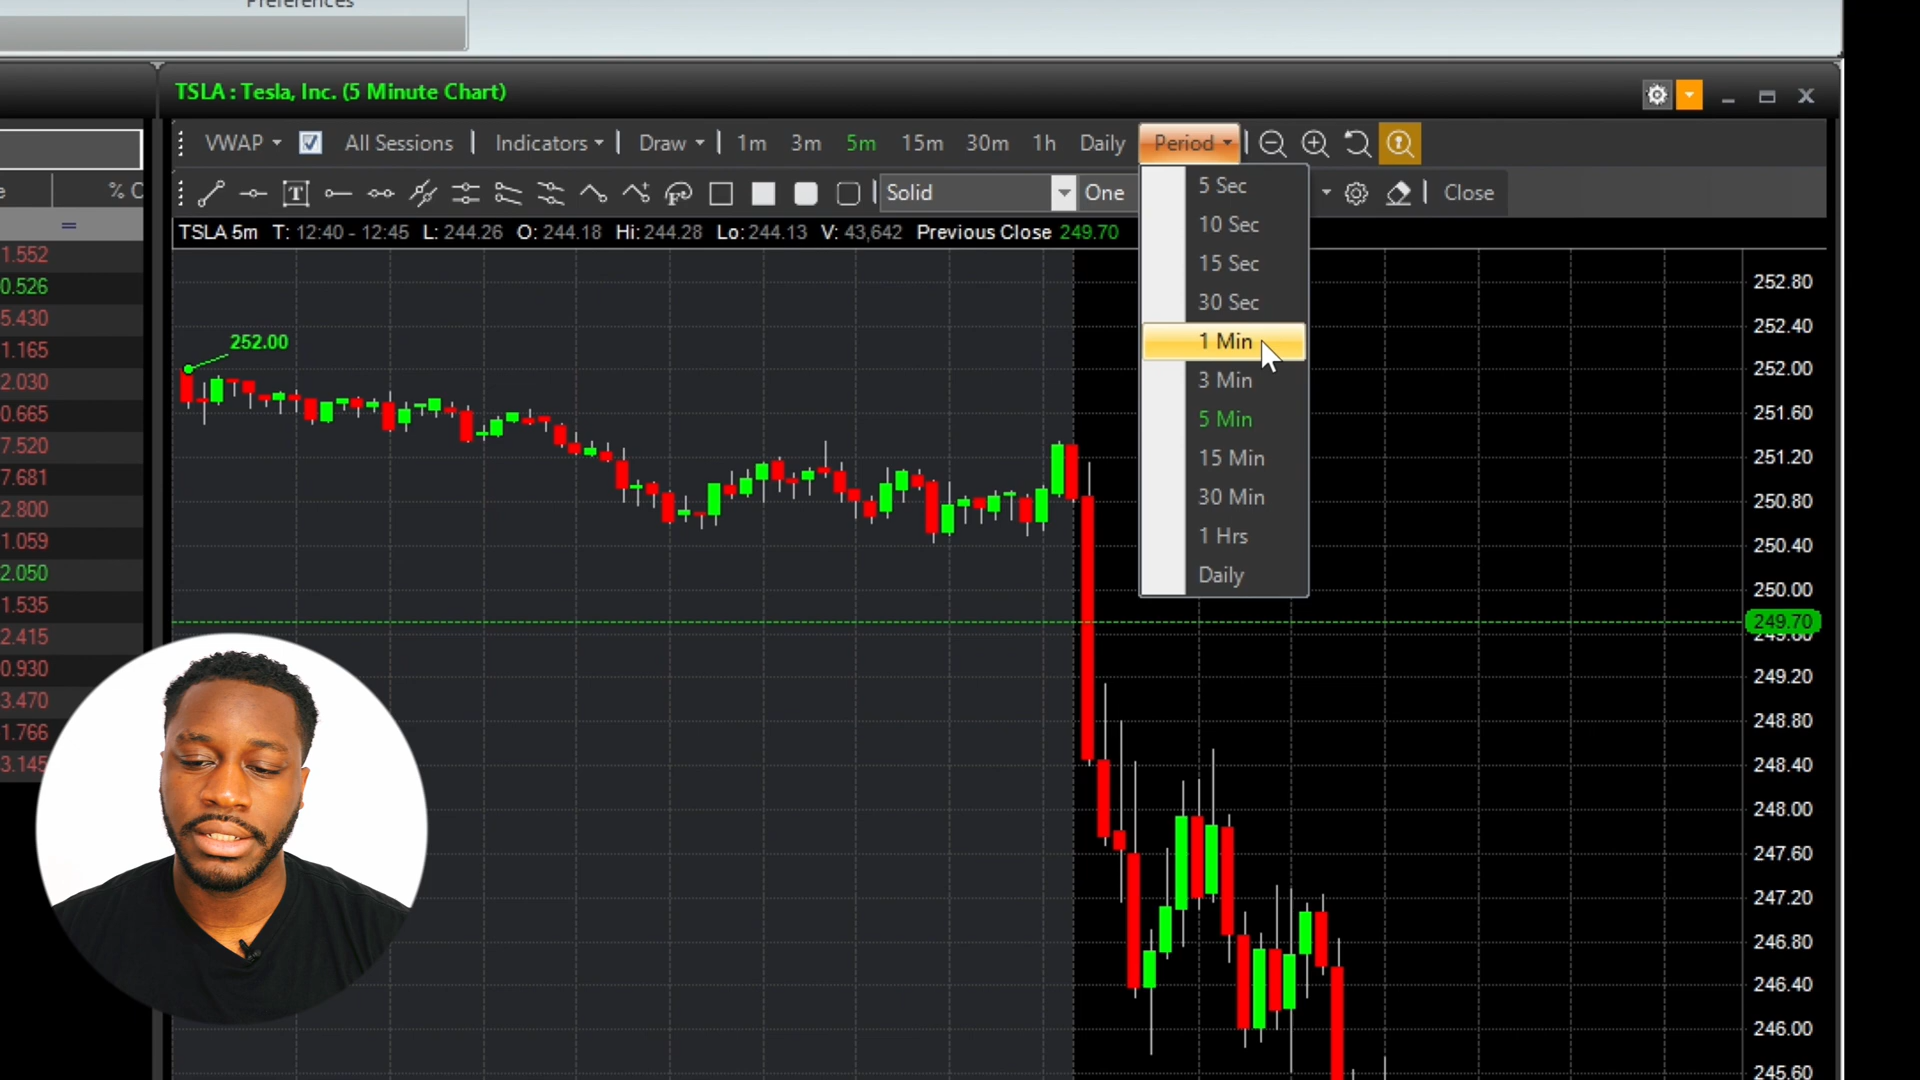 Preferences
TSLA : Tesla, Inc. (5 Minute Chart)
VWAP All Sessions Indicators Draw 1m 3m 5m 15m 30m 1h Daily Period
T Solid One Close
% C
TSLA 5m T: 12:40 - 12:45 L: 244.26 O: 244.18 Hi: 244.28 Lo: 244.13 V: 43,642 Previous Close 249.70
5 Sec
10 Sec
15 Sec
30 Sec
1 Min
3 Min
5 Min
15 Min
30 Min
1 Hrs
Daily
1.552
0.526
5.430
1.165
2.030
0.665
7.520
7.681
2.800
1.059
2.050
1.535
2.415
0.930
3.470
1.766
3.145
252.00
252.80
252.40
252.00
251.60
251.20
250.80
250.40
250.00
249.70
249.60
249.20
248.80
248.40
248.00
247.60
247.20
246.80
246.40
246.00
245.60